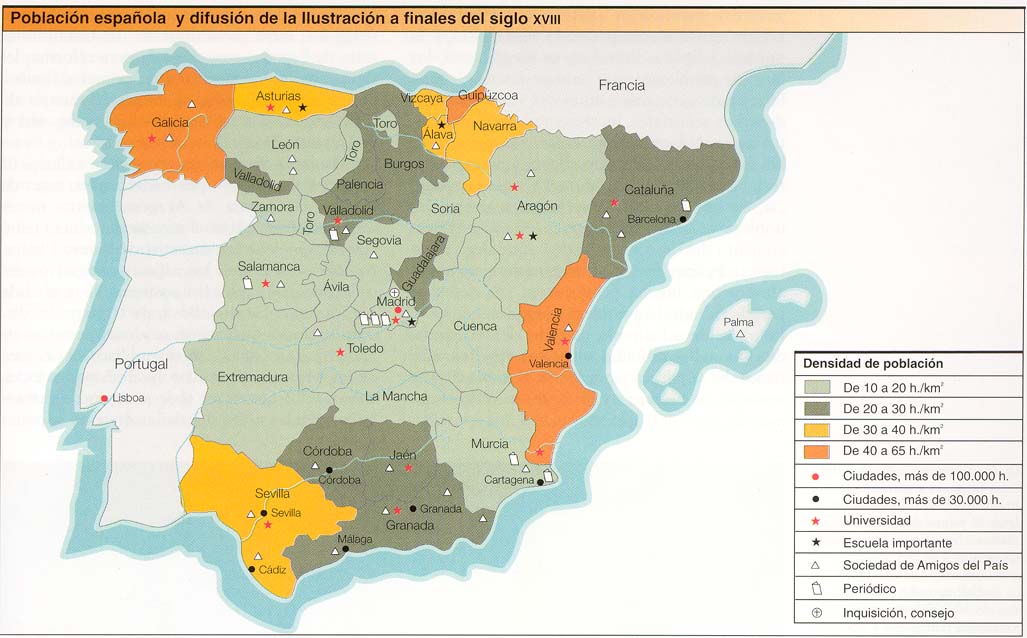 Población española y difusión de la Ilustración a finales del siglo XVIII
Francia
Galicia
Asturias
Vizcaya
Guipúzcoa
Álava
Navarra
Toro
León
Toro
Burgos
Valladolid
Palencia
Zamora
Toro
Valladolid
Soria
Aragón
Cataluña
Barcelona
Segovia
Guadalajara
Salamanca
Ávila
Madrid
Cuenca
Valencia
Valencia
Palma
Toledo
Portugal
Lisboa
Extremadura
La Mancha
Murcia
Cartagena
Córdoba
Córdoba
Jaén
Sevilla
Sevilla
Granada
Granada
Málaga
Cádiz
Densidad de población
De 10 a 20 h./km²
De 20 a 30 h./km²
De 30 a 40 h./km²
De 40 a 65 h./km²
Ciudades, más de 100.000 h.
Ciudades, más de 30.000 h.
Universidad
Escuela importante
Sociedad de Amigos del País
Periódico
Inquisición, consejo